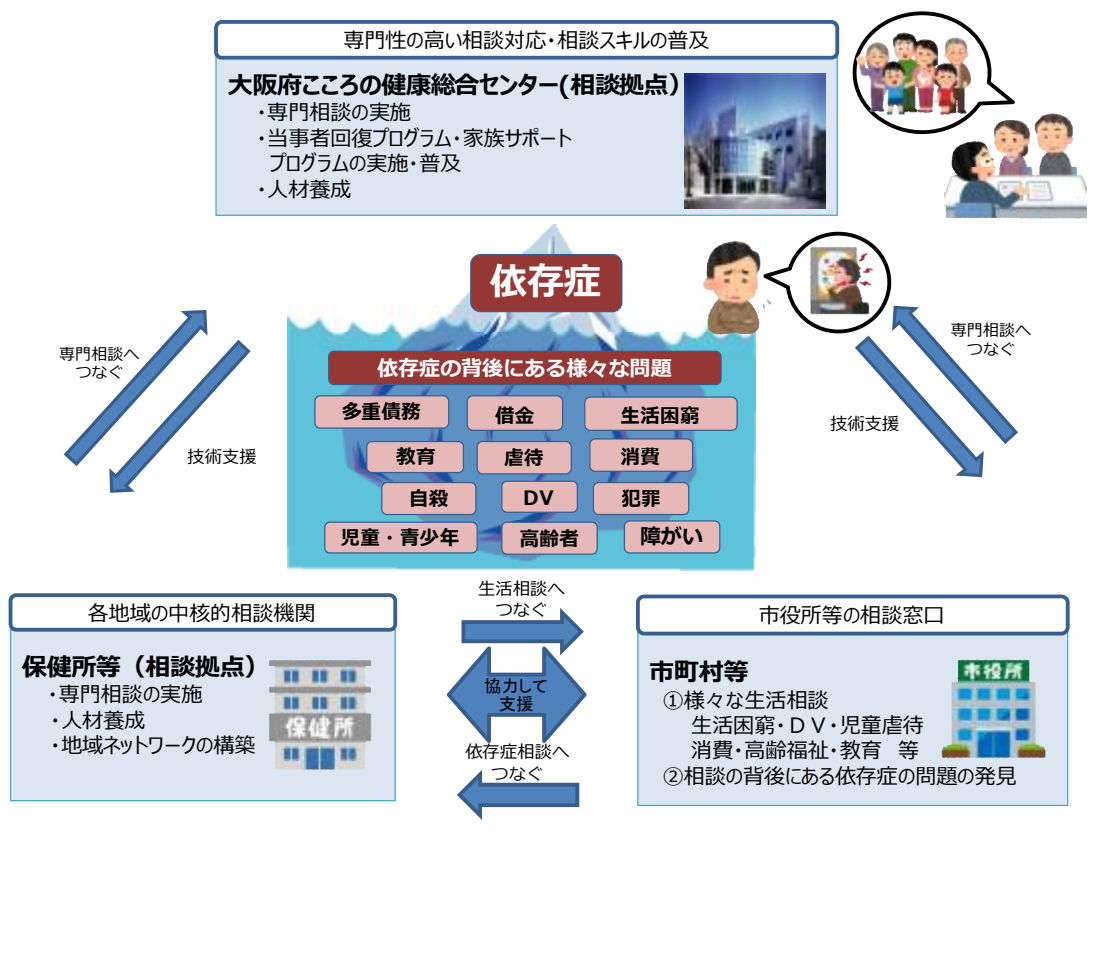 専門性の高い相談対応・相談スキルの普及
大阪府こころの健康総合センター(相談拠点)
・専門相談の実施
・当事者回復プログラム・家族サポート
プログラムの実施・普及
・人材養成
依存症
専門相談へ
つなぐ
技術支援
専門相談へ
つなぐ
技術支援
依存症の背後にある様々な問題
多重債務
借金
生活困窮
教育
虐待
消費
自殺
DV
犯罪
児童・青少年
高齢者
障がい
各地域の中核的相談機関
保健所等（相談拠点）
・専門相談の実施
・人材養成
・地域ネットワークの構築
保健所
生活相談へ
つなぐ
協力して
支援
依存症相談へ
つなぐ
市役所等の相談窓口
市町村等
①様々な生活相談
生活困窮・ＤＶ・児童虐待
消費・高齢福祉・教育　等
②相談の背後にある依存症の問題の発見
市役所